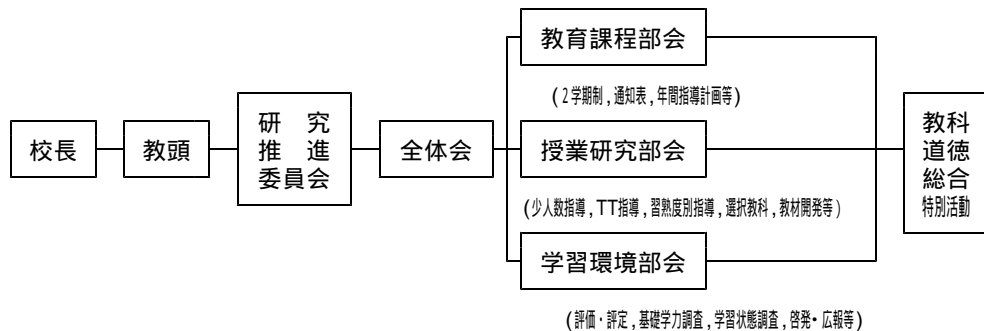 校長
教頭
研 究
推 進
委員会
全体会
教育課程部会
(2学期制,通知表,年間指導計画等)
授業研究部会
(少人数指導,TT指導,習熟度別指導,選択教科,教材開発等)
学習環境部会
(評価・評定,基礎学力調査,学習状態調査,啓発・広報等)
教科
道徳
総合
特別活動